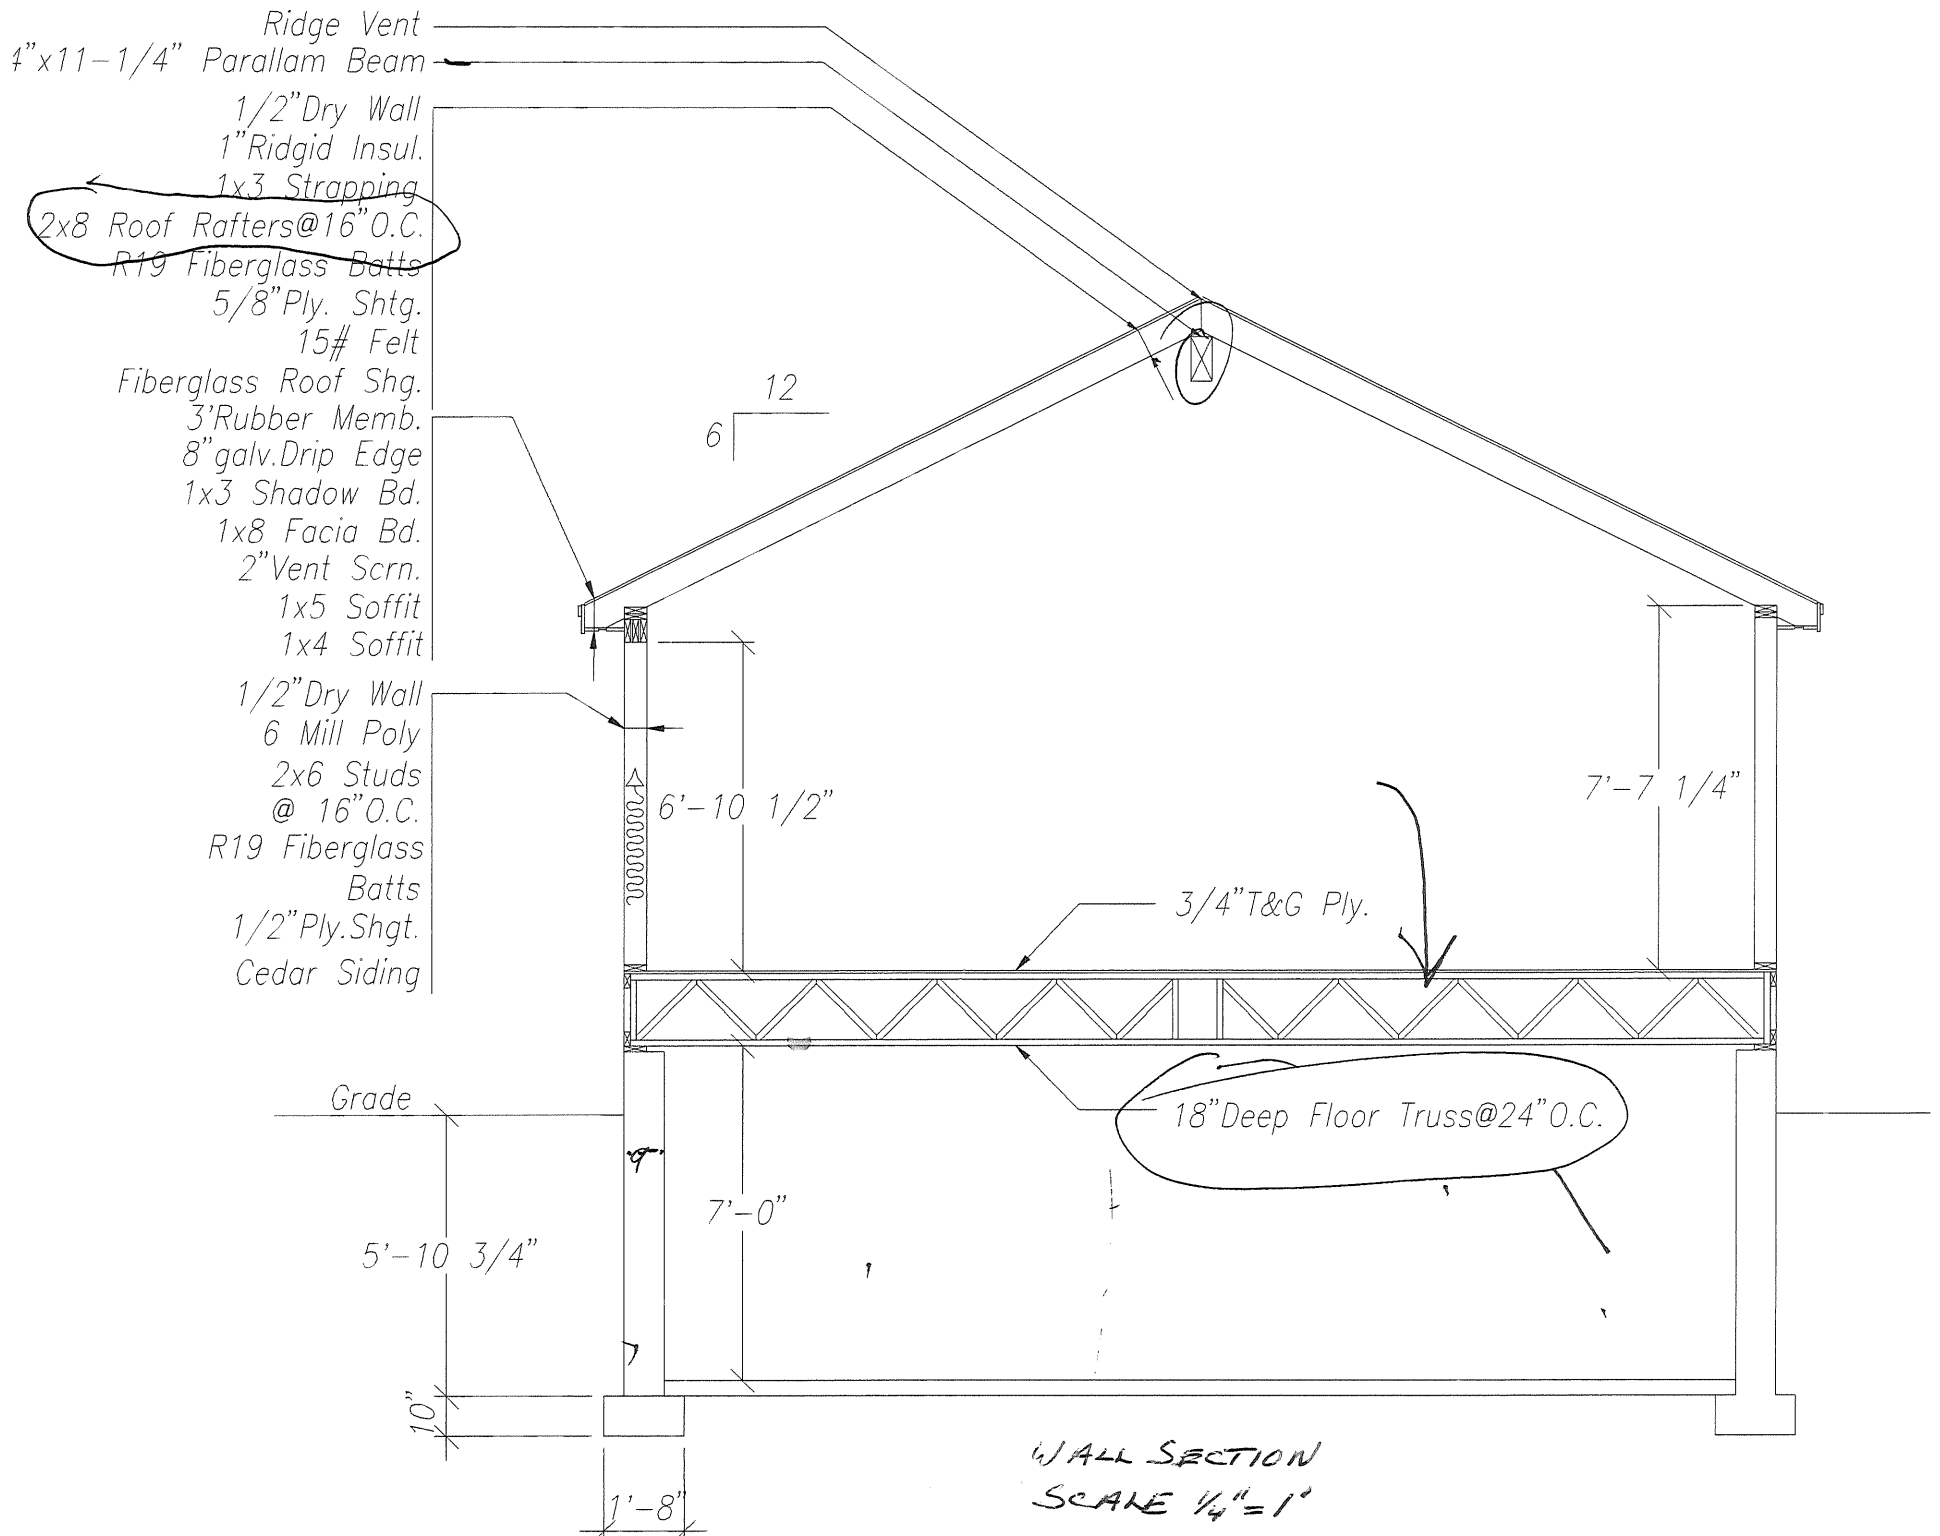 Ridge Vent
4"x11-1/4" Parallam Beam
1/2"Dry Wall
1"Ridgid Insul.
1x3 Strapping
2x8 Roof Rafters@16"O.C.
R19 Fiberglass Batts
5/8"Ply. Shtg.
15# Felt
Fiberglass Roof Shg.
3'Rubber Memb.
8"galv.Drip Edge
1x3 Shadow Bd.
1x8 Facia Bd.
2"Vent Scrn.
1x5 Soffit
1x4 Soffit
1/2"Dry Wall
6 Mill Poly
2x6 Studs
@ 16"O.C.
R19 Fiberglass
Batts
1/2"Ply.Shgt.
Cedar Siding
12
6
6'-10 1/2"
7'-7 1/4"
3/4"T&G Ply.
18"Deep Floor Truss@24"O.C.
Grade
7'-0"
5'-10 3/4"
10"
1'-8"
WALL SECTION
SCALE 1/4"=1'